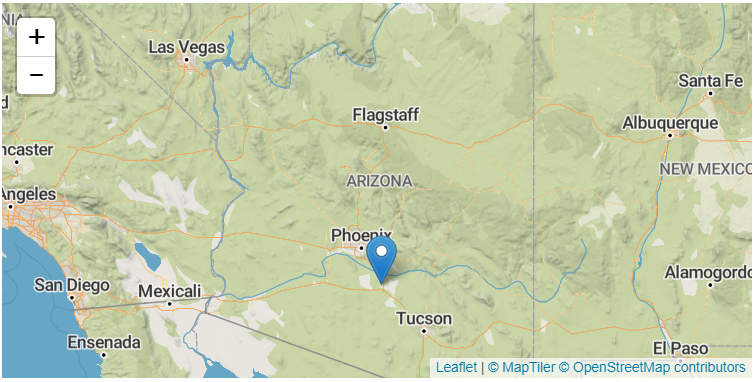 NIA
+
−
Las Vegas
Santa Fe
Flagstaff
Albuquerque
ncaster
ARIZONA
NEW MEXICO
Angeles
Phoenix
San Diego
Mexicali
Alamogordo
Tucson
Ensenada
El Paso
Leaflet | © MapTiler © OpenStreetMap contributors